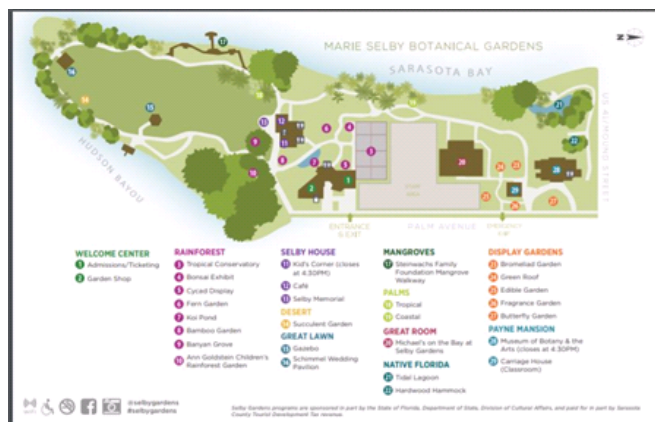 MARIE SELBY BOTANICAL GARDENS
N
SARASOTA BAY
HUDSON BAYOU
US 41/MOUND STREET
STAFF
ONLY
ENTRANCE
& EXIT
PALM AVENUE
EMERGENCY
WELCOME CENTER
1 Admissions/Ticketing
2 Garden Shop
RAINFOREST
3 Tropical Conservatory
4 Bonsai Exhibit
5 Cycad Display
6 Fern Garden
7 Koi Pond
8 Bamboo Garden
9 Banyan Grove
10 Ann Goldstein Children's
Rainforest Garden
SELBY HOUSE
11 Kid's Corner (closes
at 4:30PM)
12 Café
13 Selby Memorial
DESERT
14 Succulent Garden
GREAT LAWN
15 Gazebo
16 Schimmel Wedding
Pavilion
MANGROVES
17 Steinwachs Family
Foundation Mangrove
Walkway
PALMS
18 Tropical
19 Coastal
GREAT ROOM
20 Michael's on the Bay at
Selby Gardens
NATIVE FLORIDA
21 Tidal Lagoon
22 Hardwood Hammock
DISPLAY GARDENS
23 Bromeliad Garden
24 Green Roof
25 Edible Garden
26 Fragrance Garden
27 Butterfly Garden
PAYNE MANSION
28 Museum of Botany & the
Arts (closes at 4:30PM)
29 Carriage House
(Classroom)
@selbygardens
#selbygardens
Selby Gardens programs are sponsored in part by the State of Florida, Department of State, Division of Cultural Affairs, and paid for in part by Sarasota
County Tourist Development Tax revenue.